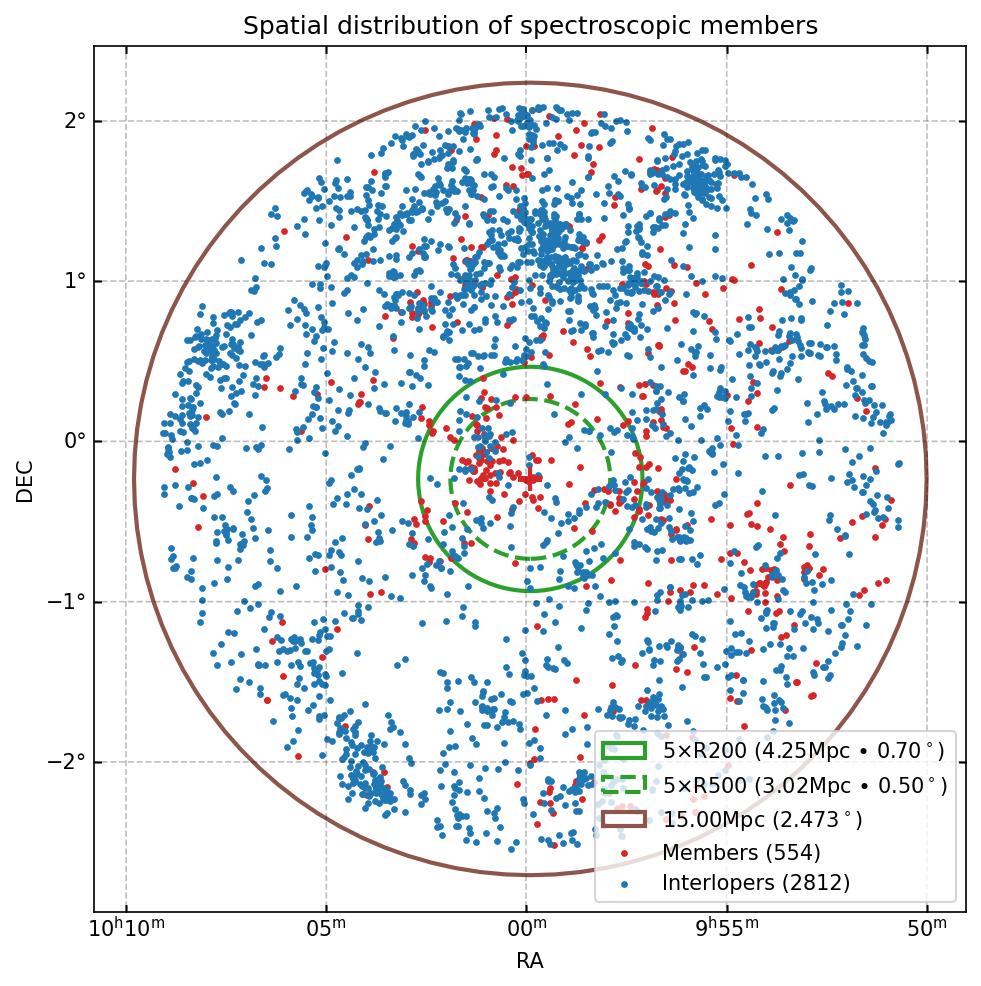 Spatial distribution of spectroscopic members
2°
1°
0°
−1°
−2°
DEC
5×R200 (4.25Mpc • 0.70°)
5×R500 (3.02Mpc • 0.50°)
15.00Mpc (2.473°)
Members (554)
Interlopers (2812)
10ʰ10ᵐ 05ᵐ 00ᵐ 9ʰ55ᵐ 50ᵐ
RA